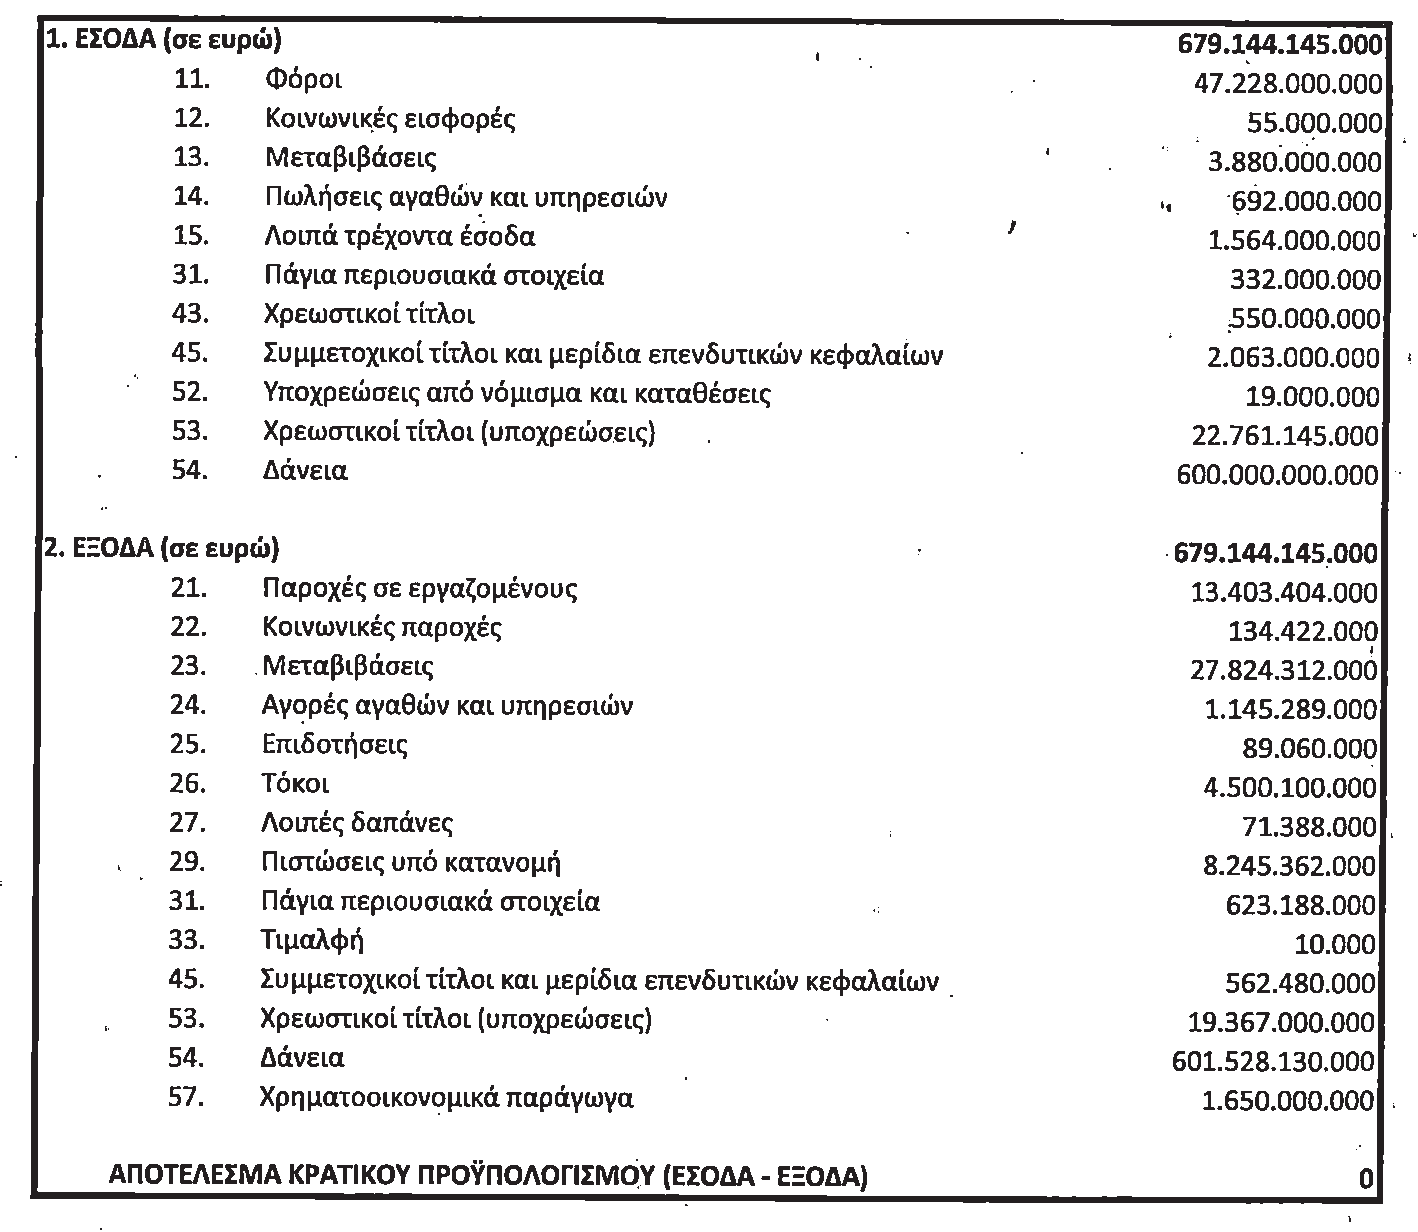 1. ΕΣΟΔΑ (σε ευρώ) 679.144.145.000
11. Φόροι 47.228.000.000
12. Κοινωνικές εισφορές 55.000.000
13. Μεταβιβάσεις 3.880.000.000
14. Πωλήσεις αγαθών και υπηρεσιών 692.000.000
15. Λοιπά τρέχοντα έσοδα 1.564.000.000
31. Πάγια περιουσιακά στοιχεία 332.000.000
43. Χρεωστικοί τίτλοι 550.000.000
45. Συμμετοχικοί τίτλοι και μερίδια επενδυτικών κεφαλαίων 2.063.000.000
52. Υποχρεώσεις από νόμισμα και καταθέσεις 19.000.000
53. Χρεωστικοί τίτλοι (υποχρεώσεις) 22.761.145.000
54. Δάνεια 600.000.000.000
2. ΕΞΟΔΑ (σε ευρώ) 679.144.145.000
21. Παροχές σε εργαζομένους 13.403.404.000
22. Κοινωνικές παροχές 134.422.000
23. Μεταβιβάσεις 27.824.312.000
24. Αγορές αγαθών και υπηρεσιών 1.145.289.000
25. Επιδοτήσεις 89.060.000
26. Τόκοι 4.500.100.000
27. Λοιπές δαπάνες 71.388.000
29. Πιστώσεις υπό κατανομή 8.245.362.000
31. Πάγια περιουσιακά στοιχεία 623.188.000
33. Τιμαλφή 10.000
45. Συμμετοχικοί τίτλοι και μερίδια επενδυτικών κεφαλαίων 562.480.000
53. Χρεωστικοί τίτλοι (υποχρεώσεις) 19.367.000.000
54. Δάνεια 601.528.130.000
57. Χρηματοοικονομικά παράγωγα 1.650.000.000
ΑΠΟΤΕΛΕΣΜΑ ΚΡΑΤΙΚΟΥ ΠΡΟΫΠΟΛΟΓΙΣΜΟΥ (ΕΣΟΔΑ - ΕΞΟΔΑ) 0